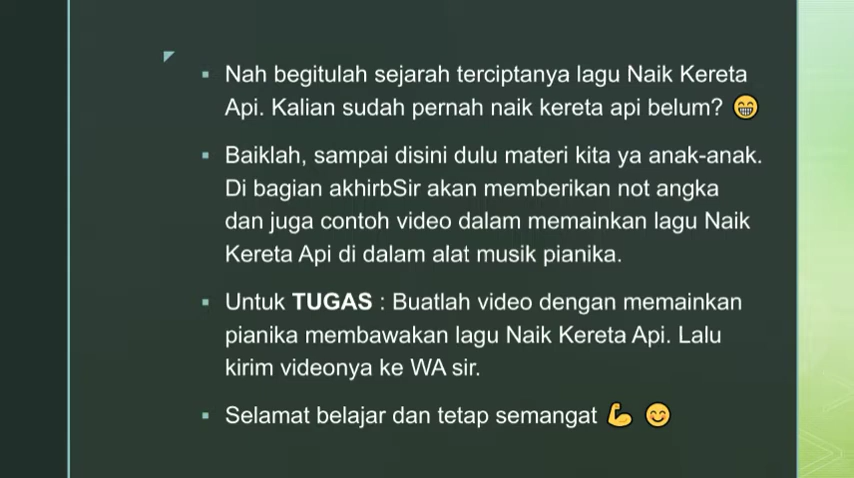 ▪ Nah begitulah sejarah terciptanya lagu Naik Kereta
Api. Kalian sudah pernah naik kereta api belum? 😁
▪ Baiklah, sampai disini dulu materi kita ya anak-anak.
Di bagian akhirbSir akan memberikan not angka
dan juga contoh video dalam memainkan lagu Naik
Kereta Api di dalam alat musik pianika.
▪ Untuk TUGAS : Buatlah video dengan memainkan
pianika membawakan lagu Naik Kereta Api. Lalu
kirim videonya ke WA sir.
▪ Selamat belajar dan tetap semangat 💪 😊